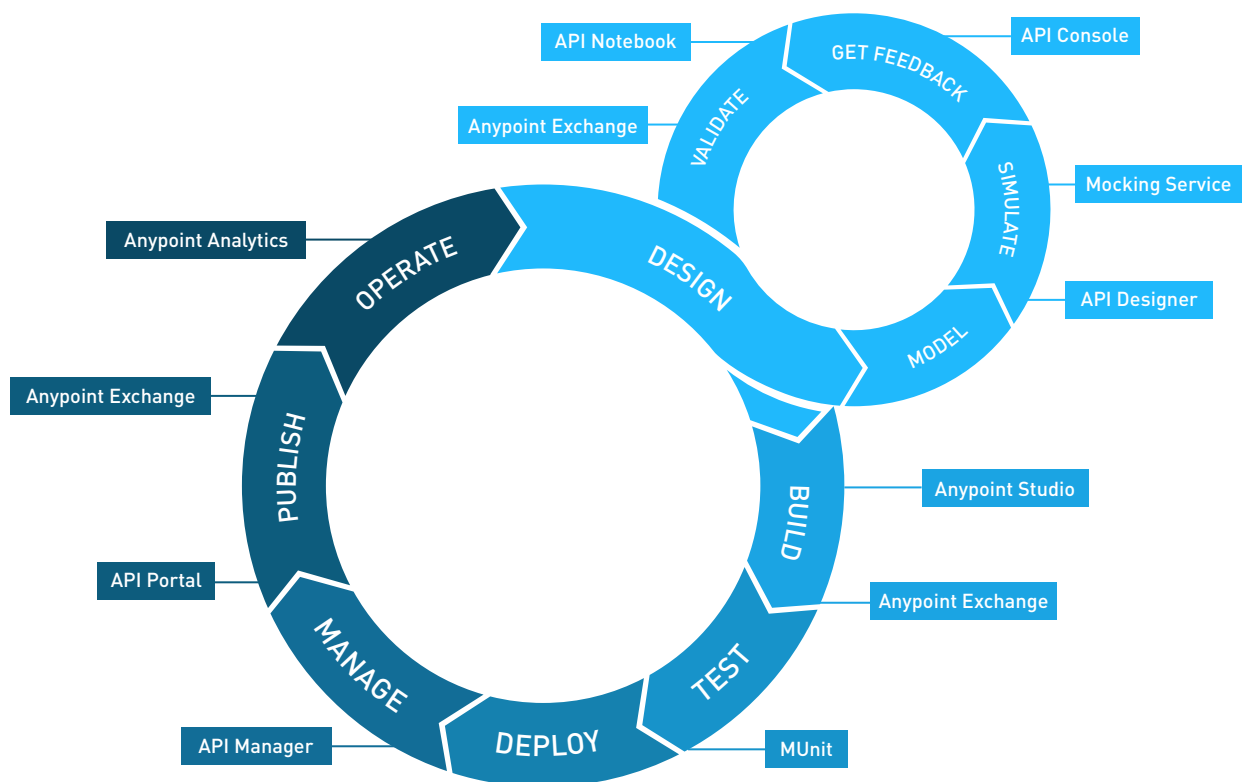 API Notebook
API Console
GET FEEDBACK
Anypoint Exchange
VALIDATE
SIMULATE
Mocking Service
Anypoint Analytics
OPERATE
DESIGN
API Designer
MODEL
Anypoint Exchange
PUBLISH
BUILD
Anypoint Studio
API Portal
Anypoint Exchange
MANAGE
TEST
API Manager
DEPLOY
MUnit